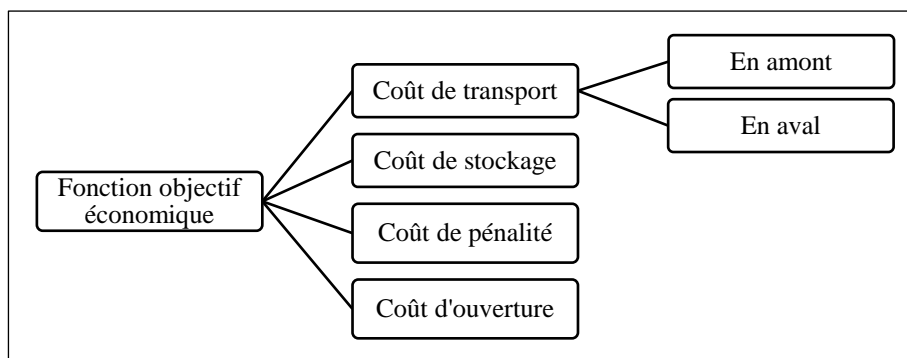 Fonction objectif
économique
Coût de transport
En amont
En aval
Coût de stockage
Coût de pénalité
Coût d'ouverture